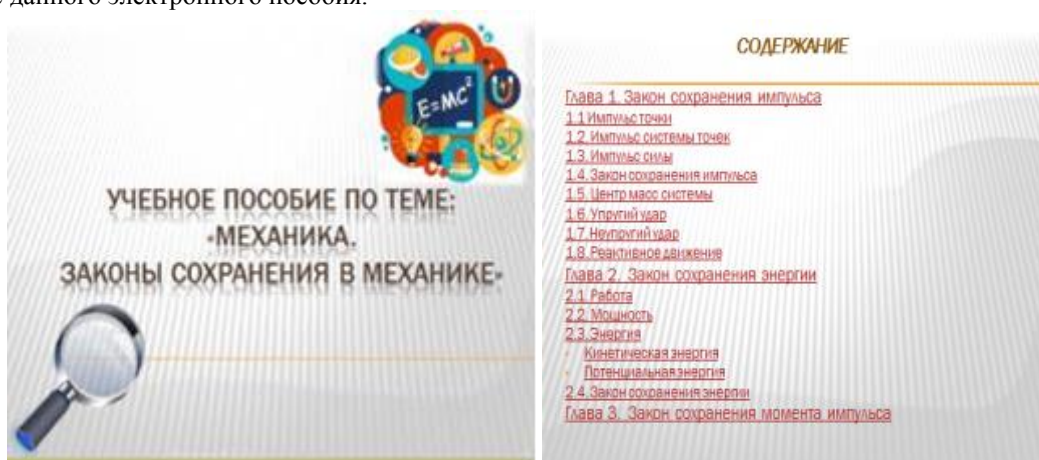 данного электронного пособия.
E=MC²
УЧЕБНОЕ ПОСОБИЕ ПО ТЕМЕ:
«МЕХАНИКА.
ЗАКОНЫ СОХРАНЕНИЯ В МЕХАНИКЕ»
СОДЕРЖАНИЕ
Глава 1. Закон сохранения импульса
1.1 Импульс точки
1.2. Импульс системы точек
1.3. Импульс силы
1.4. Закон сохранения импульса
1.5. Центр масс системы
1.6. Упругий удар
1.7. Неупругий удар
1.8. Реактивное движение
Глава 2. Закон сохранения энергии
2.1. Работа
2.2. Мощность
2.3. Энергия
Кинетическая энергия
Потенциальная энергия
2.4. Закон сохранения энергии
Глава 3. Закон сохранения момента импульса